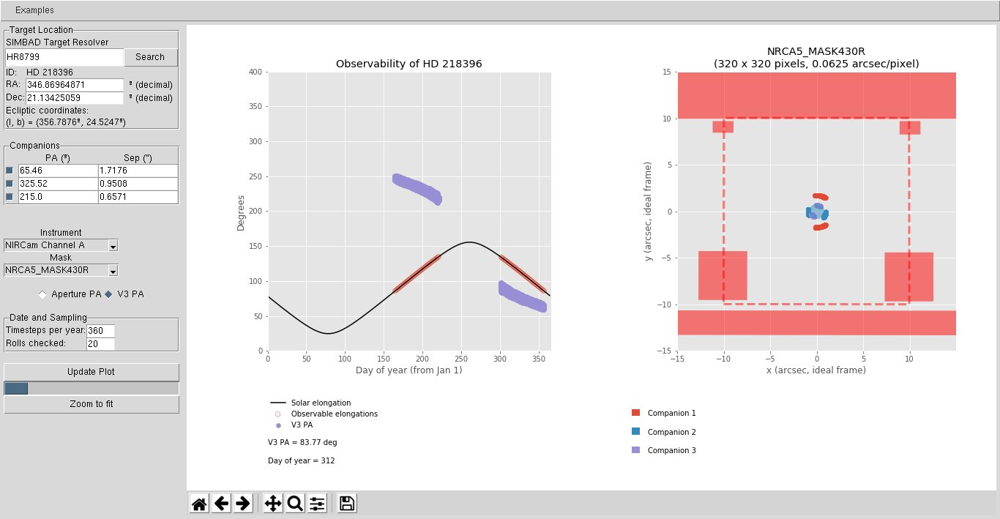 Examples
Target Location
SIMBAD Target Resolver
HR8799 Search
ID: HD 218396
RA: 346.86964871 º (decimal)
Dec: 21.13425059 º (decimal)
Ecliptic coordinates:
(l, b) = (356.7876º, 24.5247º)
Companions
PA (º) Sep (")
65.46 1.7176
325.52 0.9508
215.0 0.6571
Instrument
NIRCam Channel A
Mask
NRCA5_MASK430R
Aperture PA V3 PA
Date and Sampling
Timesteps per year: 360
Rolls checked: 20
Update Plot
Zoom to fit
Observability of HD 218396
400
350
300
250
200
150
100
50
0
Degrees
0 50 100 150 200 250 300 350
Day of year (from Jan 1)
Solar elongation
Observable elongations
V3 PA
V3 PA = 83.77 deg
Day of year = 312
NRCA5_MASK430R
(320 x 320 pixels, 0.0625 arcsec/pixel)
15
10
5
0
−5
−10
−15
y (arcsec, ideal frame)
−15 −10 −5 0 5 10
x (arcsec, ideal frame)
Companion 1
Companion 2
Companion 3